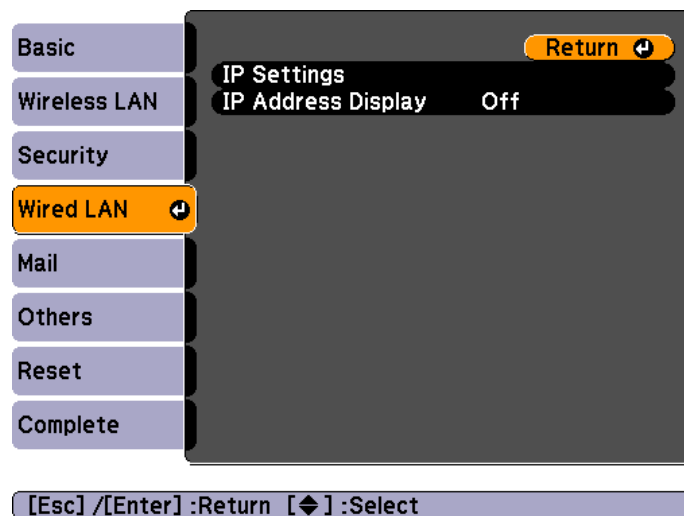 Basic
Wireless LAN
Security
Wired LAN
Mail
Others
Reset
Complete
Return
IP Settings
IP Address Display Off
[Esc] /[Enter] :Return [◆] :Select